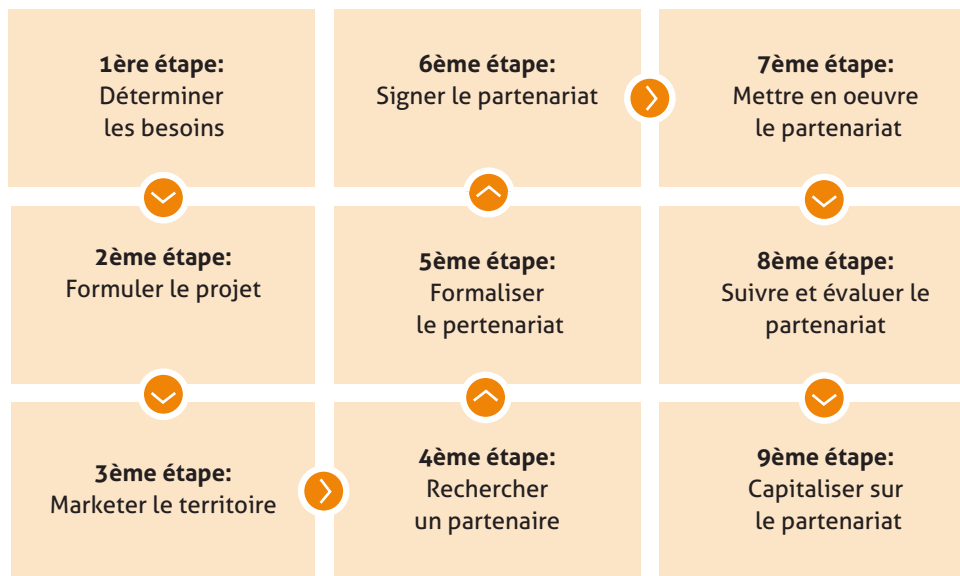 1ère étape:
Déterminer
les besoins
2ème étape:
Formuler le projet
3ème étape:
Marketer le territoire
4ème étape:
Rechercher
un partenaire
5ème étape:
Formaliser
le pertenariat
6ème étape:
Signer le partenariat
7ème étape:
Mettre en oeuvre
le partenariat
8ème étape:
Suivre et évaluer le
partenariat
9ème étape:
Capitaliser sur
le partenariat